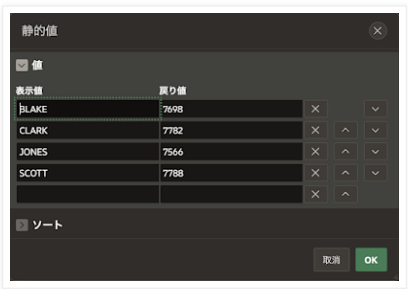 静的値
値
表示値 戻り値
BLAKE 7698
CLARK 7782
JONES 7566
SCOTT 7788
ソート
取消 OK